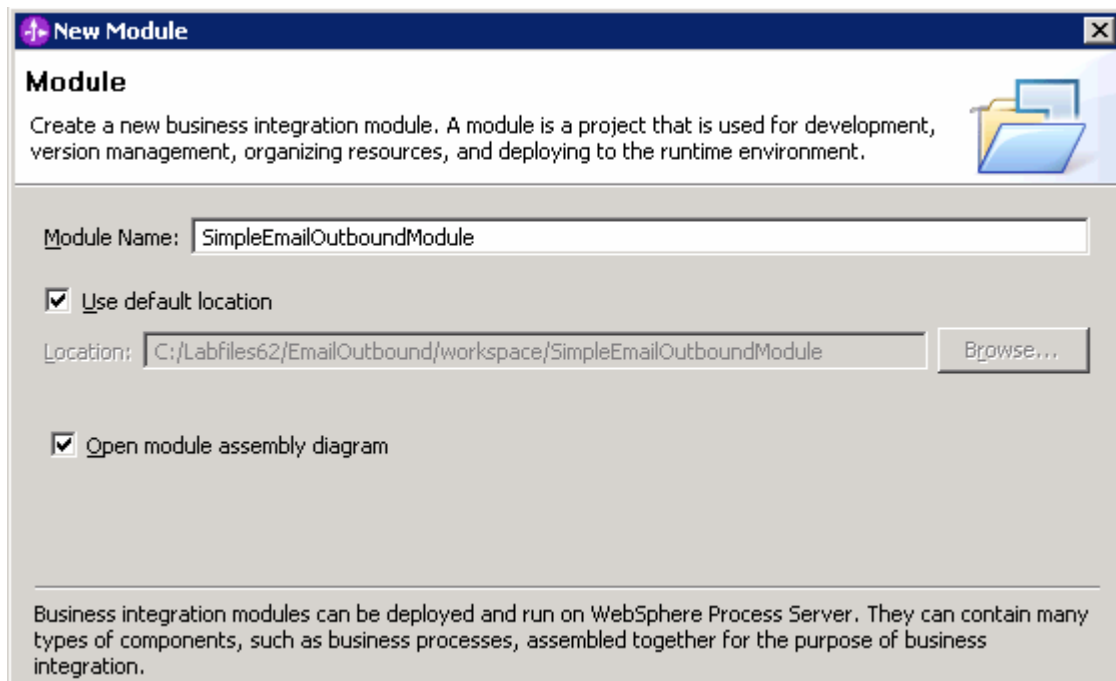 New Module
Module
Create a new business integration module. A module is a project that is used for development,
version management, organizing resources, and deploying to the runtime environment.
Module Name: SimpleEmailOutboundModule
Use default location
Location: C:/Labfiles62/EmailOutbound/workspace/SimpleEmailOutboundModule Browse...
Open module assembly diagram
Business integration modules can be deployed and run on WebSphere Process Server. They can contain many
types of components, such as business processes, assembled together for the purpose of business
integration.